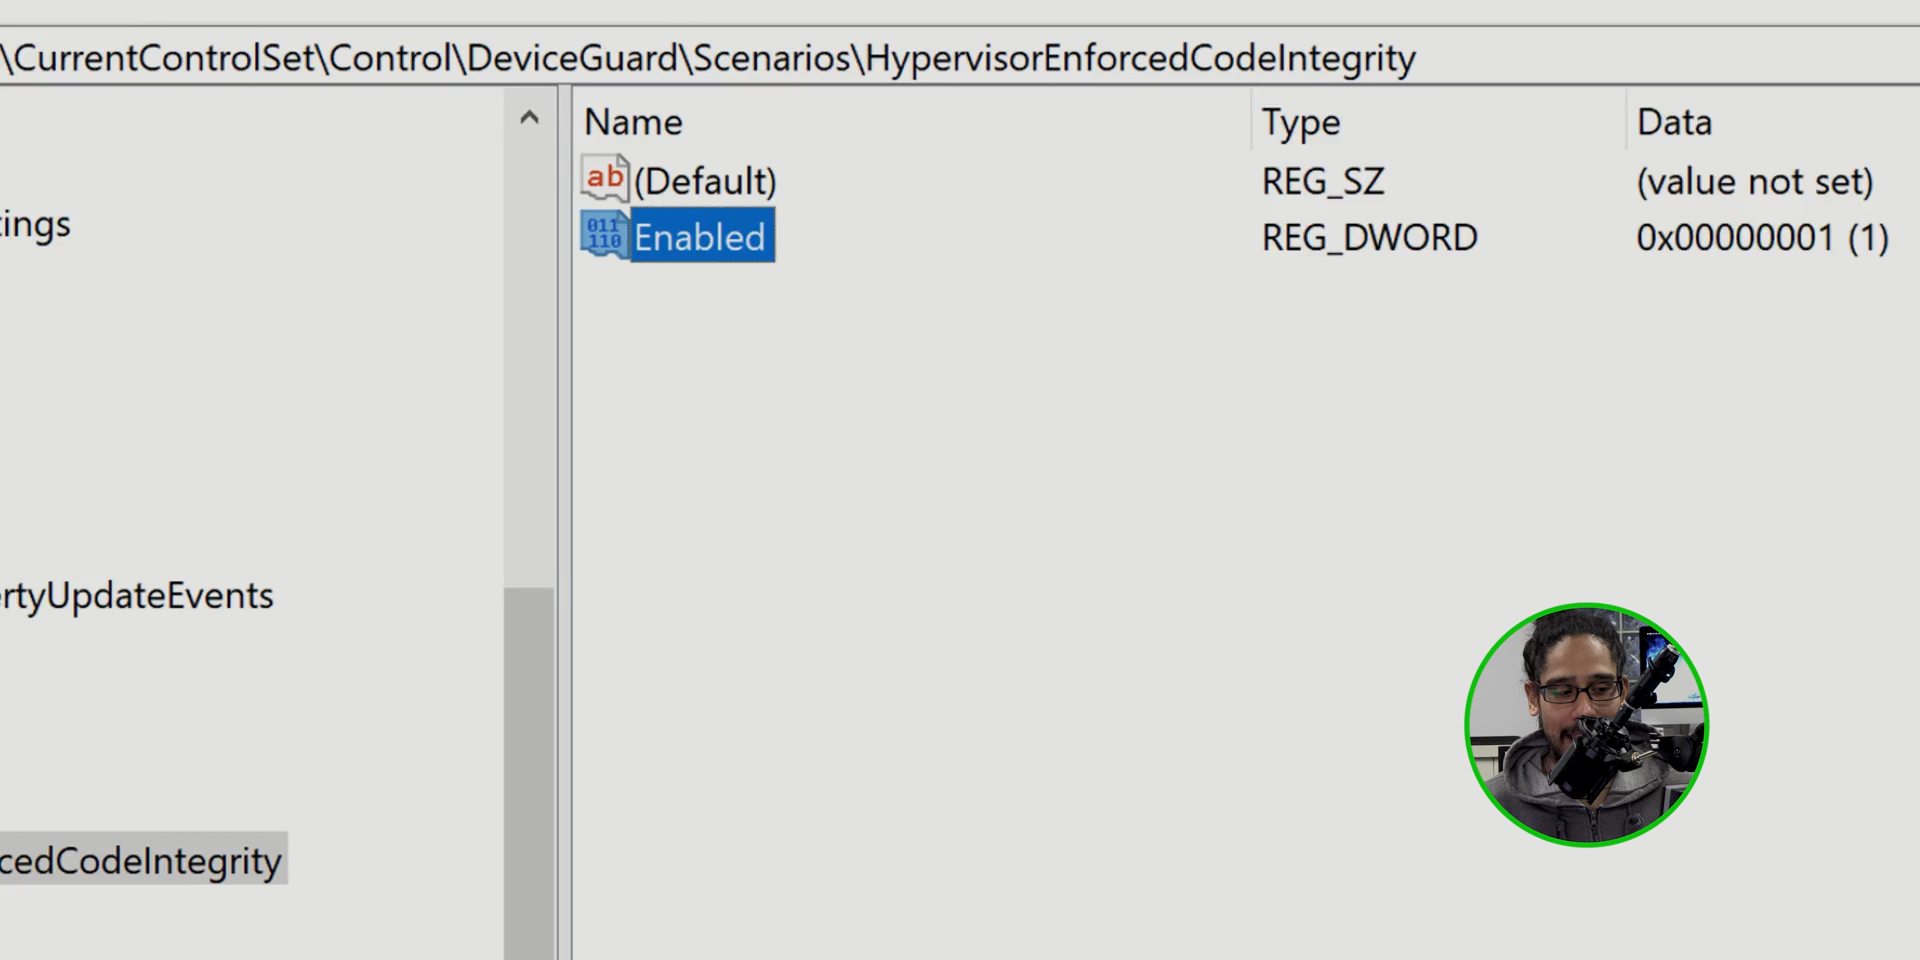 \CurrentControlSet\Control\DeviceGuard\Scenarios\HypervisorEnforcedCodeIntegrity
Name Type Data
ab (Default) REG_SZ (value not set)
011
110
Enabled REG_DWORD 0x00000001 (1)
tings
rtyUpdateEvents
cedCodeIntegrity